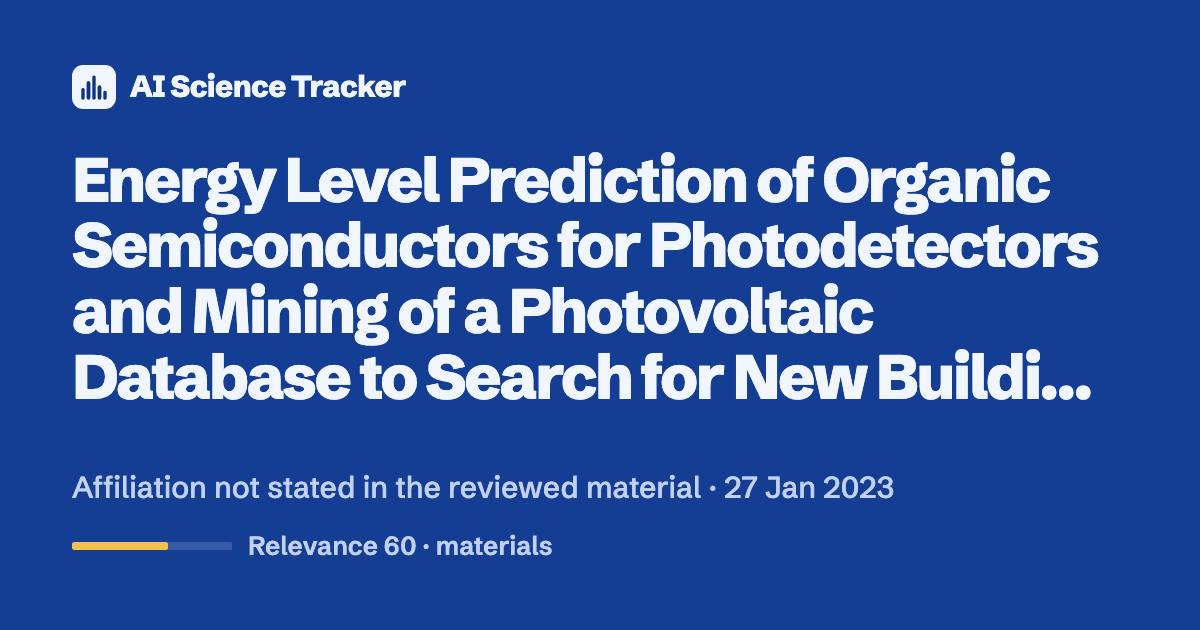 AI Science Tracker
Energy Level Prediction of Organic
Semiconductors for Photodetectors
and Mining of a Photovoltaic
Database to Search for New Buildi...
Affiliation not stated in the reviewed material · 27 Jan 2023
Relevance 60 · materials